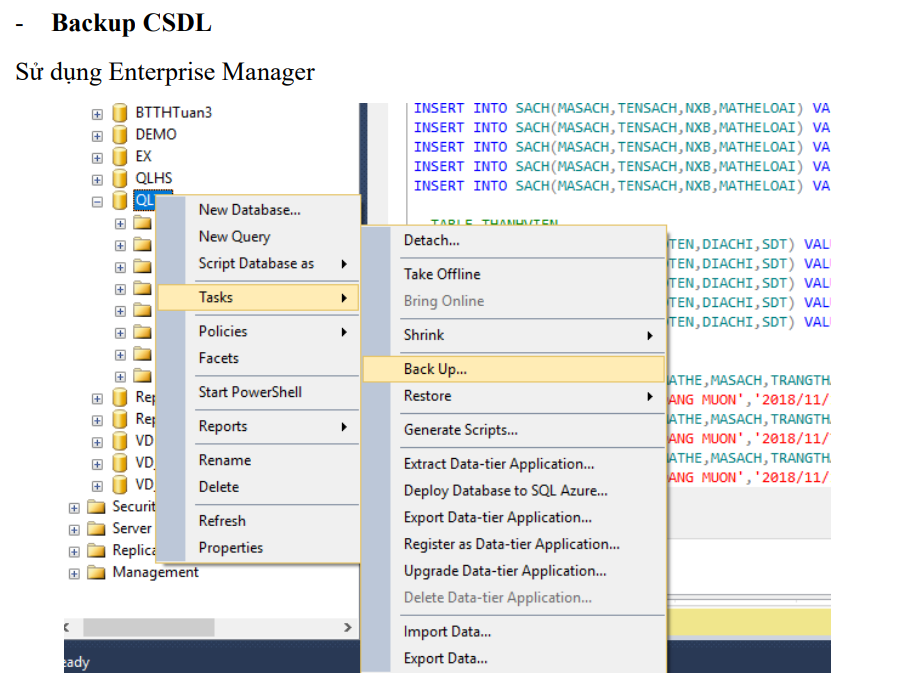 - Backup CSDL
Sử dụng Enterprise Manager
BTTHTuan3
DEMO
EX
QLHS
QL
Rep
Rep
VD
VD_
VD_
Securit
Server
Replica
Management
eady
New Database...
New Query
Script Database as
Tasks
Policies
Facets
Start PowerShell
Reports
Rename
Delete
Refresh
Properties
Detach...
Take Offline
Bring Online
Shrink
Back Up...
Restore
Generate Scripts...
Extract Data-tier Application...
Deploy Database to SQL Azure...
Export Data-tier Application...
Register as Data-tier Application...
Upgrade Data-tier Application...
Delete Data-tier Application...
Import Data...
Export Data...
INSERT INTO SACH(MASACH,TENSACH,NXB,MATHELOAI) VA
INSERT INTO SACH(MASACH,TENSACH,NXB,MATHELOAI) VA
INSERT INTO SACH(MASACH,TENSACH,NXB,MATHELOAI) VA
INSERT INTO SACH(MASACH,TENSACH,NXB,MATHELOAI) VA
INSERT INTO SACH(MASACH,TENSACH,NXB,MATHELOAI) VA
TABLE THANHVIEN
TEN,DIACHI,SDT) VAL
TEN,DIACHI,SDT) VAL
TEN,DIACHI,SDT) VAL
TEN,DIACHI,SDT) VAL
TEN,DIACHI,SDT) VAL
ATHE,MASACH,TRANGTH
ANG MUON','2018/11/
ATHE,MASACH,TRANGTH
ANG MUON','2018/11/
ATHE,MASACH,TRANGTH
ANG MUON','2018/11/